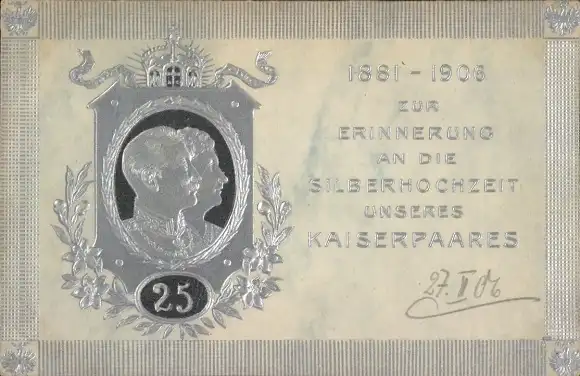 1881 - 1906
ZUR
ERINNERUNG
AN DIE
SILBERHOCHZEIT
UNSERES
KAISERPAARES
25
27. II 06